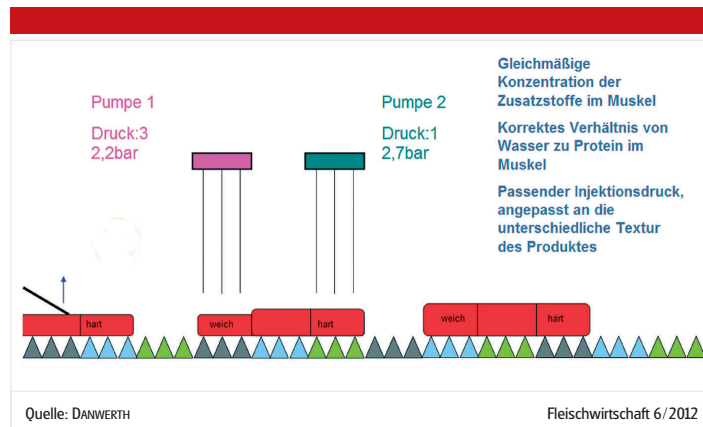 Pumpe 1
Druck:3
2,2bar
Pumpe 2
Druck:1
2,7bar
Gleichmäßige
Konzentration der
Zusatzstoffe im Muskel
Korrektes Verhältnis von
Wasser zu Protein im
Muskel
Passender Injektionsdruck,
angepasst an die
unterschiedliche Textur
des Produktes
hart
weich
hart
weich
hart
Quelle: DANWERTH
Fleischwirtschaft 6/2012